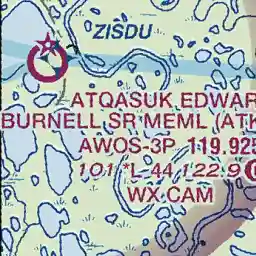 ZISDU
ATQASUK EDWAR
BURNELL SR MEML (ATK
AWOS-3P 119.925
101 *L 44 122.9 C
WX CAM